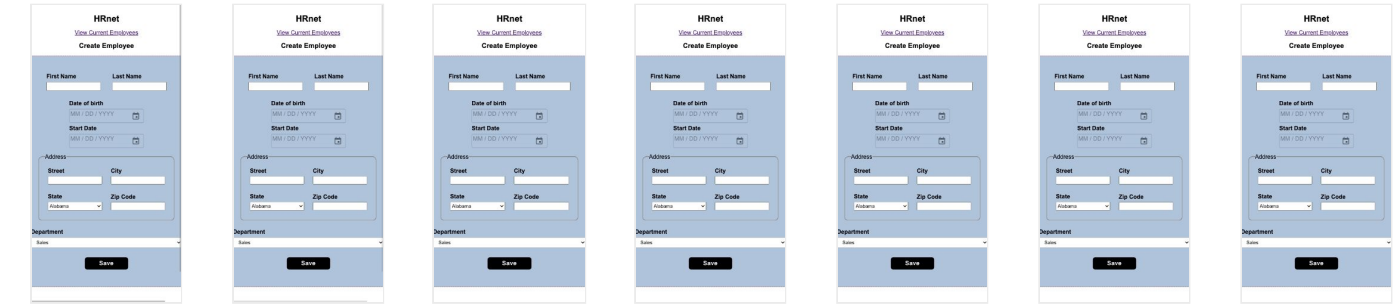 HRnet
View Current Employees
Create Employee
First Name Last Name
Date of birth
MM / DD / YYYY
Start Date
MM / DD / YYYY
Address
Street City
State Zip Code
Alabama
Department
Sales
Save
HRnet
View Current Employees
Create Employee
First Name Last Name
Date of birth
MM / DD / YYYY
Start Date
MM / DD / YYYY
Address
Street City
State Zip Code
Alabama
Department
Sales
Save
HRnet
View Current Employees
Create Employee
First Name Last Name
Date of birth
MM / DD / YYYY
Start Date
MM / DD / YYYY
Address
Street City
State Zip Code
Alabama
Department
Sales
Save
HRnet
View Current Employees
Create Employee
First Name Last Name
Date of birth
MM / DD / YYYY
Start Date
MM / DD / YYYY
Address
Street City
State Zip Code
Alabama
Department
Sales
Save
HRnet
View Current Employees
Create Employee
First Name Last Name
Date of birth
MM / DD / YYYY
Start Date
MM / DD / YYYY
Address
Street City
State Zip Code
Alabama
Department
Sales
Save
HRnet
View Current Employees
Create Employee
First Name Last Name
Date of birth
MM / DD / YYYY
Start Date
MM / DD / YYYY
Address
Street City
State Zip Code
Alabama
Department
Sales
Save
HRnet
View Current Employees
Create Employee
First Name Last Name
Date of birth
MM / DD / YYYY
Start Date
MM / DD / YYYY
Address
Street City
State Zip Code
Alabama
Department
Sales
Save